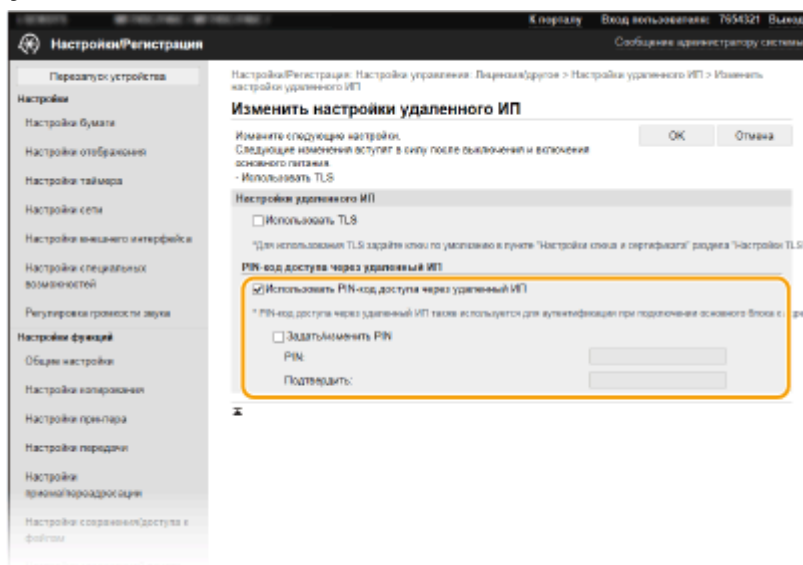 К порталу Вход пользователя: 7654321 Выход
Настройки/Регистрация
Сообщение администратору системы
Перезапуск устройства
Настройки
Настройки бумаги
Настройки отображения
Настройки таймера
Настройки сети
Настройки внешнего интерфейса
Настройки специальных
возможностей
Регулировка громкости звука
Настройки функций
Общие настройки
Настройки копирования
Настройки принтера
Настройки передачи
Настройки
приема/переадресации
Настройки сохранения/доступа к
файлам
Настройка/Регистрация: Настройки управления: Лицензия/другое > Настройки удаленного ИП > Изменить
настройки удаленного ИП
Изменить настройки удаленного ИП
Измените следующие настройки.
Следующие изменения вступят в силу после выключения и включения
основного питания.
- Использовать TLS
OK Отмена
Настройки удаленного ИП
Использовать TLS
*Для использования TLS задайте ключ по умолчанию в пункте "Настройки ключа и сертификата" раздела "Настройки TLS
PIN-код доступа через удаленный ИП
Использовать PIN-код доступа через удаленный ИП
* PIN-код доступа через удаленный ИП также используется для аутентификации при подключении основного блока с
Задать/изменить PIN
PIN:
Подтвердить: